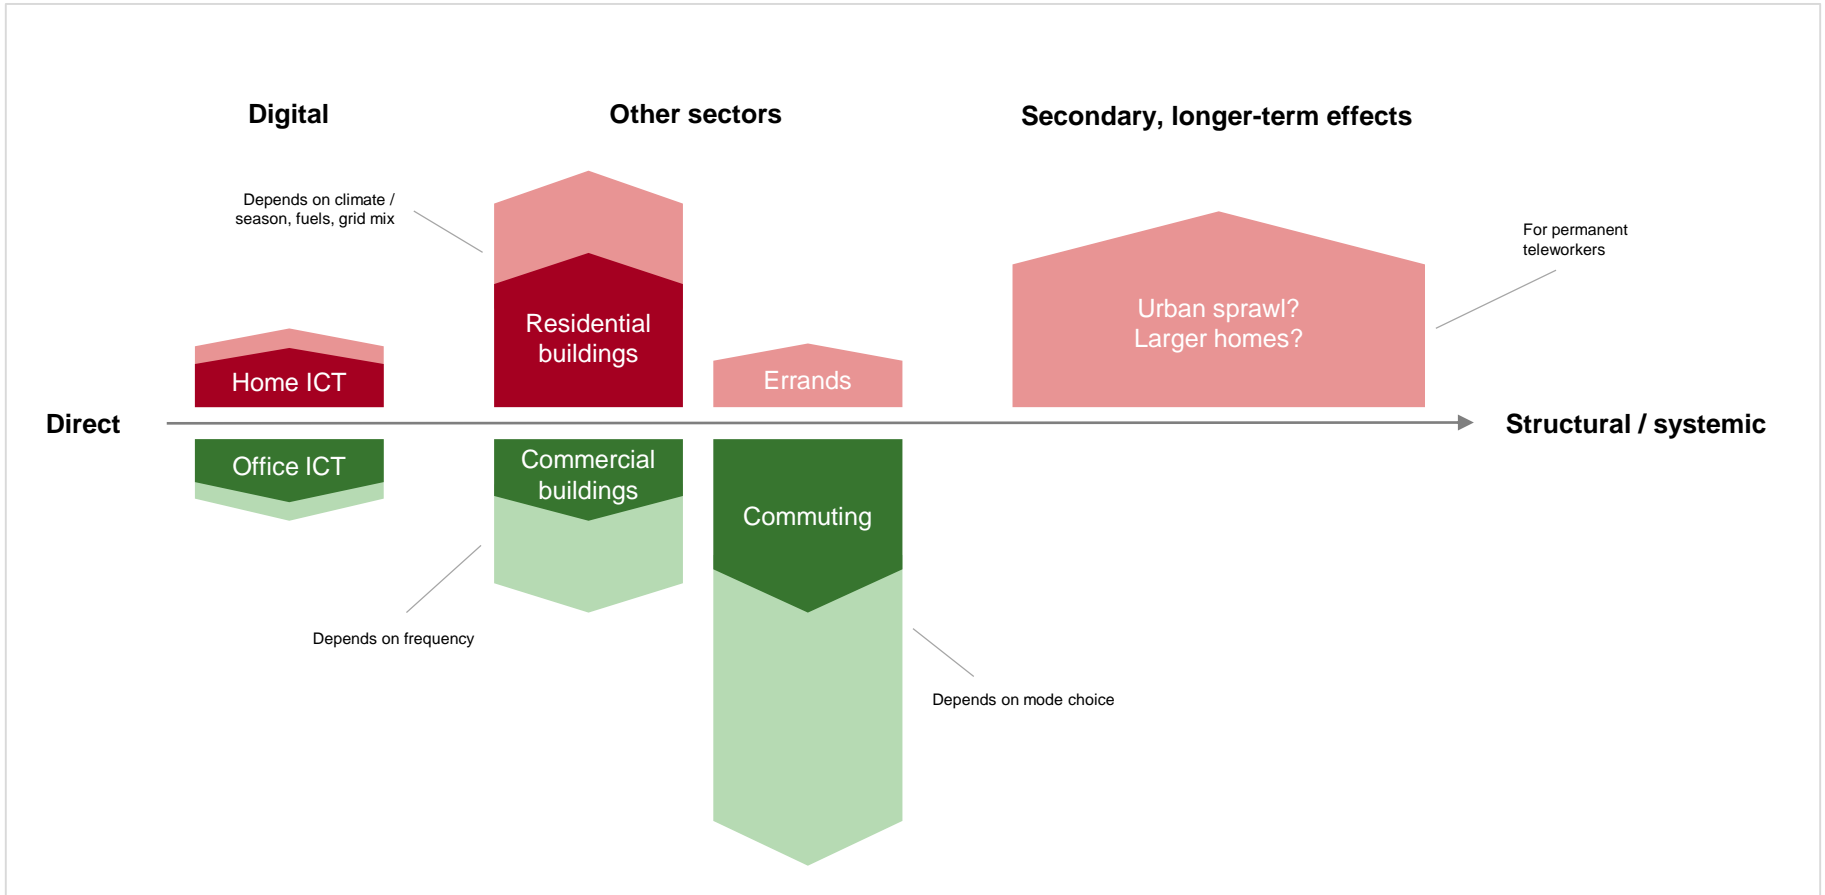 Digital
Other sectors
Secondary, longer-term effects
Depends on climate /
season, fuels, grid mix
For permanent
teleworkers
Residential
buildings
Urban sprawl?
Larger homes?
Home ICT
Errands
Direct
Structural / systemic
Office ICT
Commercial
buildings
Commuting
Depends on frequency
Depends on mode choice